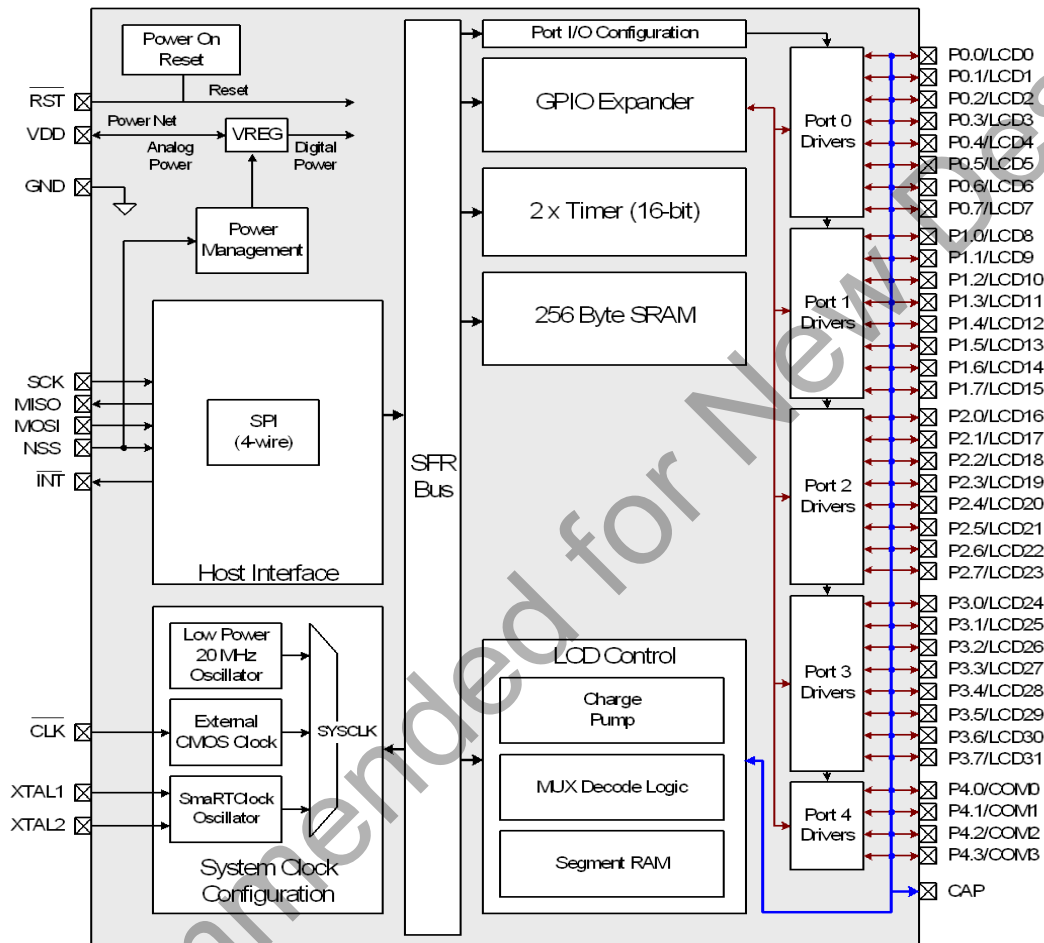 Power On
Reset
RST
Reset
VDD
Power Net
Analog
Power
VREG
Digital
Power
GND
Power
Management
SCK
MISO
MOSI
NSS
INT
SPI
(4-wire)
Host Interface
Low Power
20 MHz
Oscillator
CLK
External
CMOS Clock
SYSCLK
XTAL1
XTAL2
SmaRTClock
Oscillator
System Clock
Configuration
SFR
Bus
Port I/O Configuration
GPIO Expander
2 x Timer (16-bit)
256 Byte SRAM
LCD Control
Charge
Pump
MUX Decode Logic
Segment RAM
Port 0
Drivers
Port 1
Drivers
Port 2
Drivers
Port 3
Drivers
Port 4
Drivers
P0.0/LCD0
P0.1/LCD1
P0.2/LCD2
P0.3/LCD3
P0.4/LCD4
P0.5/LCD5
P0.6/LCD6
P0.7/LCD7
P1.0/LCD8
P1.1/LCD9
P1.2/LCD10
P1.3/LCD11
P1.4/LCD12
P1.5/LCD13
P1.6/LCD14
P1.7/LCD15
P2.0/LCD16
P2.1/LCD17
P2.2/LCD18
P2.3/LCD19
P2.4/LCD20
P2.5/LCD21
P2.6/LCD22
P2.7/LCD23
P3.0/LCD24
P3.1/LCD25
P3.2/LCD26
P3.3/LCD27
P3.4/LCD28
P3.5/LCD29
P3.6/LCD30
P3.7/LCD31
P4.0/COM0
P4.1/COM1
P4.2/COM2
P4.3/COM3
CAP
mmended for New Des